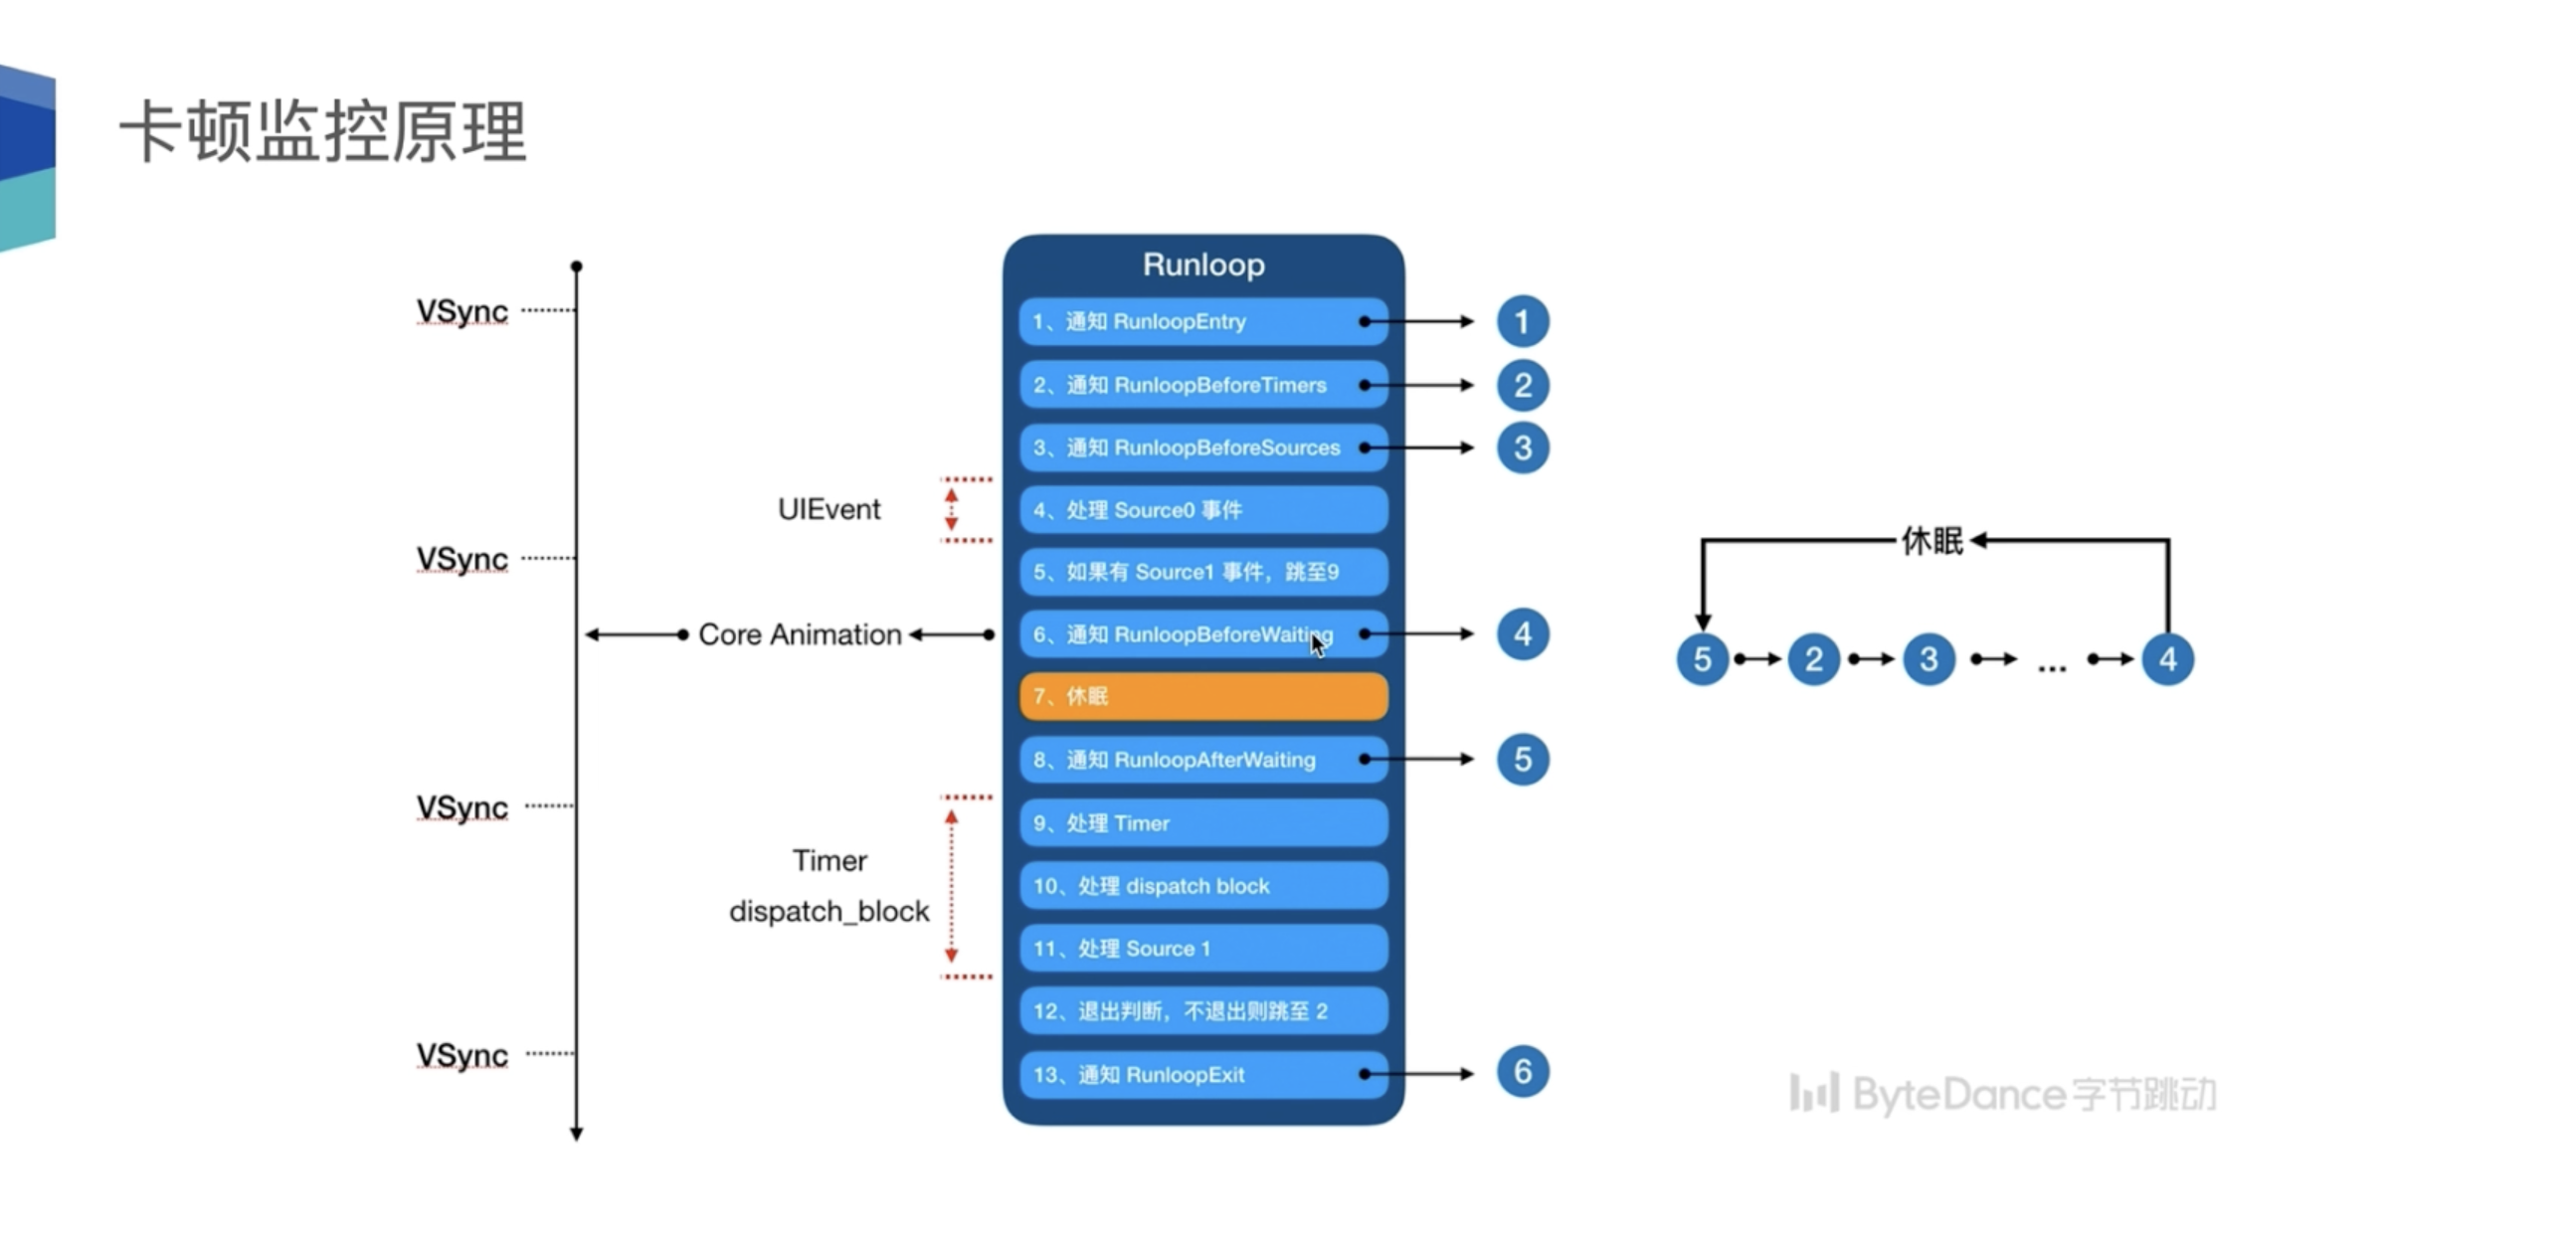 卡顿监控原理
VSync
VSync
VSync
VSync
UIEvent
Core Animation
Timer
dispatch_block
Runloop
1、通知 RunloopEntry
2、通知 RunloopBeforeTimers
3、通知 RunloopBeforeSources
4、处理 Source0 事件
5、如果有 Source1 事件，跳至9
6、通知 RunloopBeforeWaiting
7、休眠
8、通知 RunloopAfterWaiting
9、处理 Timer
10、处理 dispatch block
11、处理 Source 1
12、退出判断，不退出则跳至 2
13、通知 RunloopExit
1
2
3
4
5
6
休眠
5 2 3 ... 4
ByteDance字节跳动